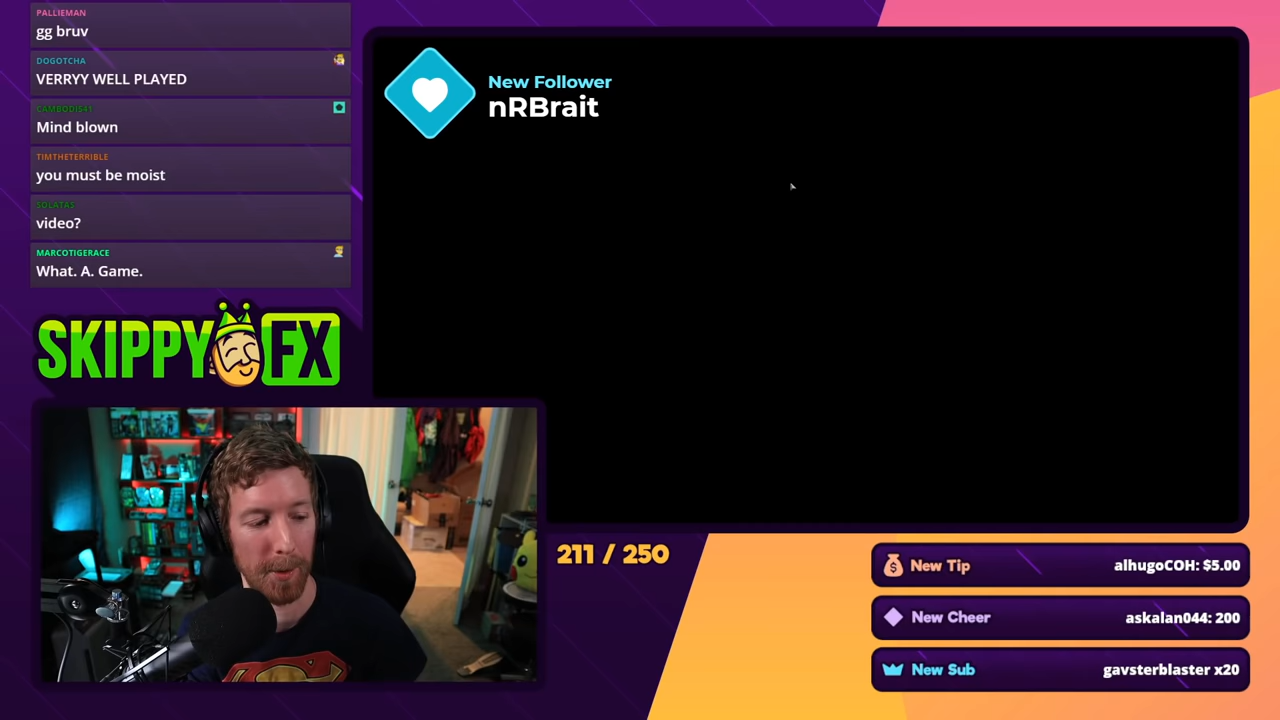 PALLIEMAN
gg bruv
DOGOTCHA
VERRYY WELL PLAYED
Mind blown
TIMTHETERRIBLE
you must be moist
SOLATAS
video?
MARCOTIGERACE
What. A. Game.
SKIPPY FX
New Follower
nRBrait
211 / 250
New Tip alhugoCOH: $5.00
New Cheer askalan044: 200
New Sub gavsterblaster x20